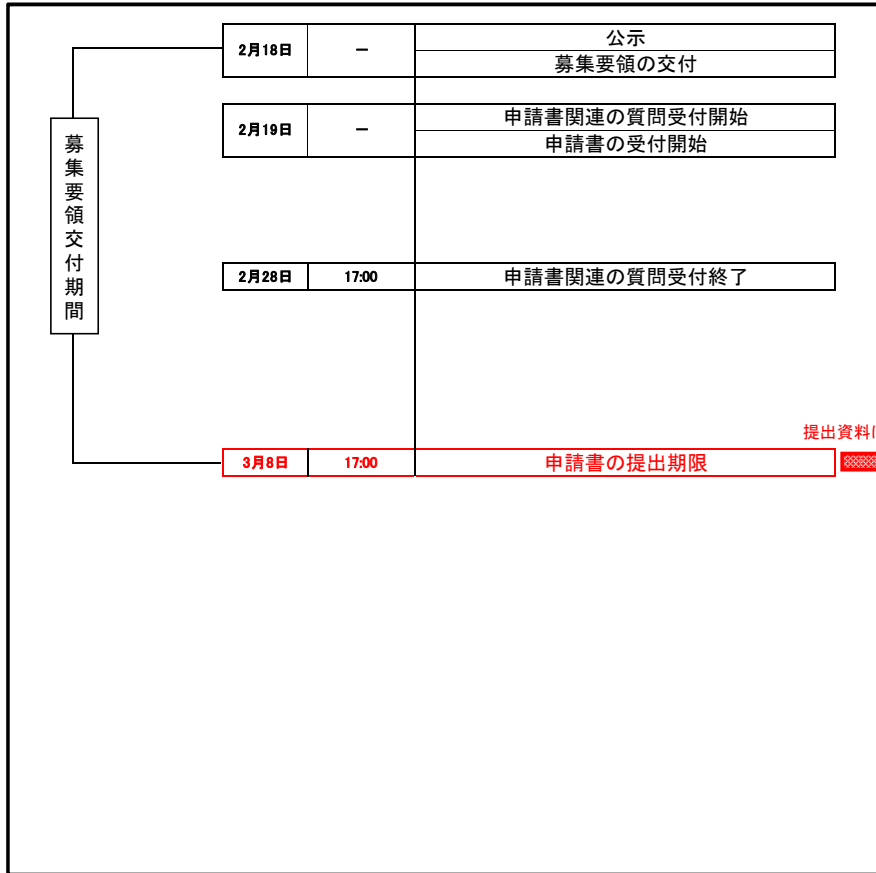 2月18日
－
公示
募集要領の交付
2月19日
－
申請書関連の質問受付開始
申請書の受付開始
募集要領交付期間
2月28日
17:00
申請書関連の質問受付終了
提出資料
3月8日
17:00
申請書の提出期限